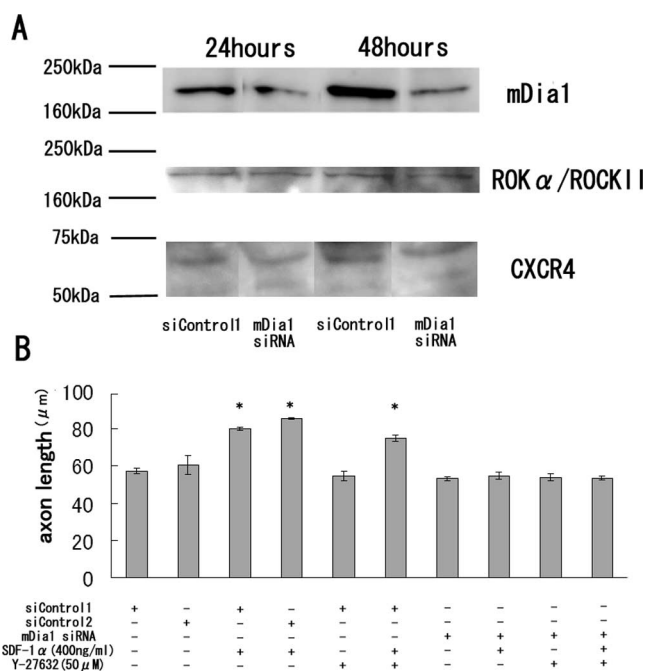 A
24hours 48hours
250kDa
160kDa
mDia1
250kDa
160kDa
ROKα/ROCKII
75kDa
50kDa
CXCR4
siControl1 mDia1 siRNA siControl1 mDia1 siRNA
B
axon length(μm)
100
80
60
40
20
0
* * *
siControl1 + - + - + + - - - -
siControl2 - + - + - - - - - -
mDia1 siRNA - - - - - - + + + +
SDF-1α(400ng/ml) - - + + - + - + - +
Y-27632(50μM) - - - - + + - - + +